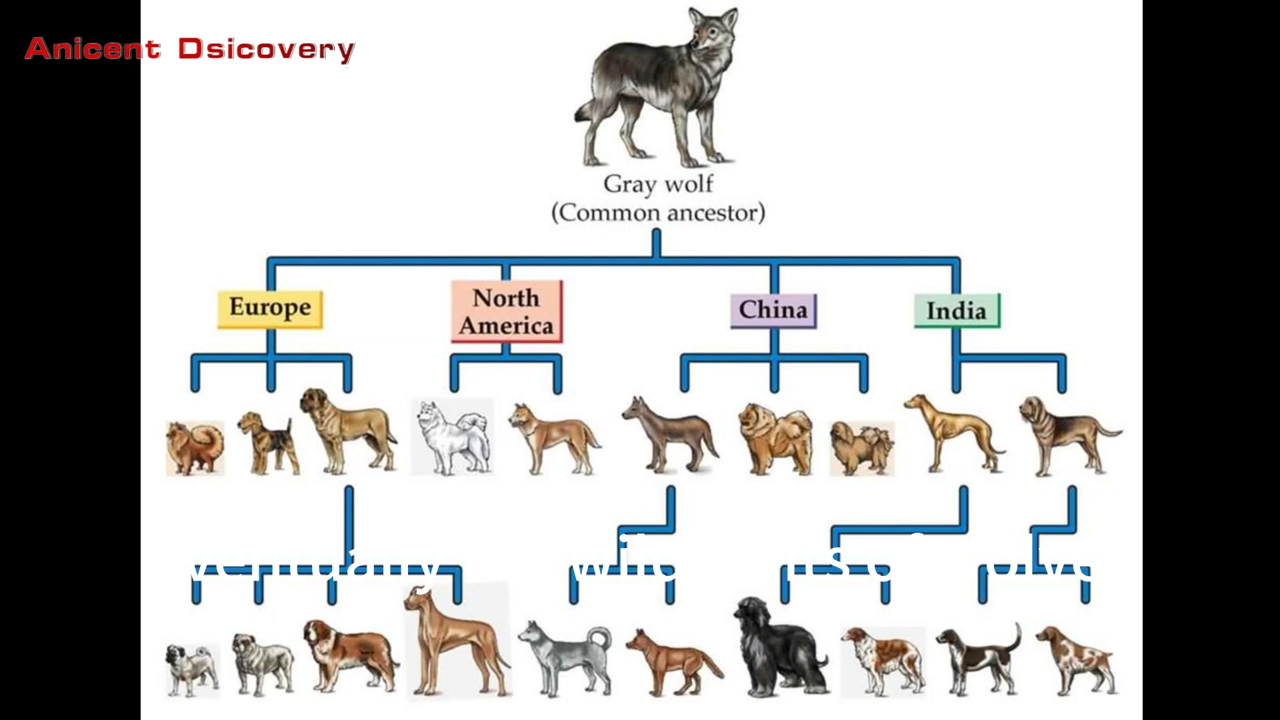 Anicent Dsicovery
Gray wolf
(Common ancestor)
Europe
North
America
China
India